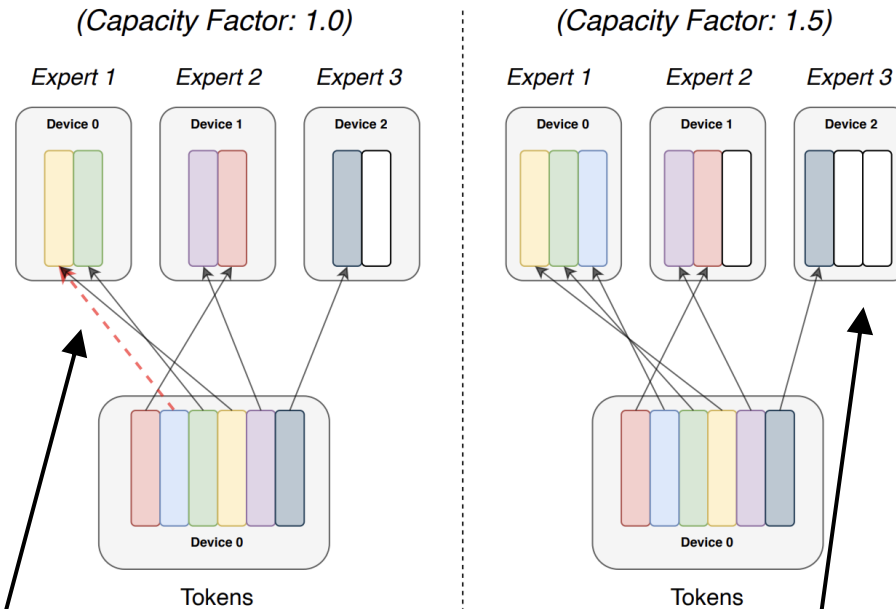 (Capacity Factor: 1.0)
Expert 1 Expert 2 Expert 3
Device 0 Device 1 Device 2
Device 0
Tokens
(Capacity Factor: 1.5)
Expert 1 Expert 2 Expert 3
Device 0 Device 1 Device 2
Device 0
Tokens